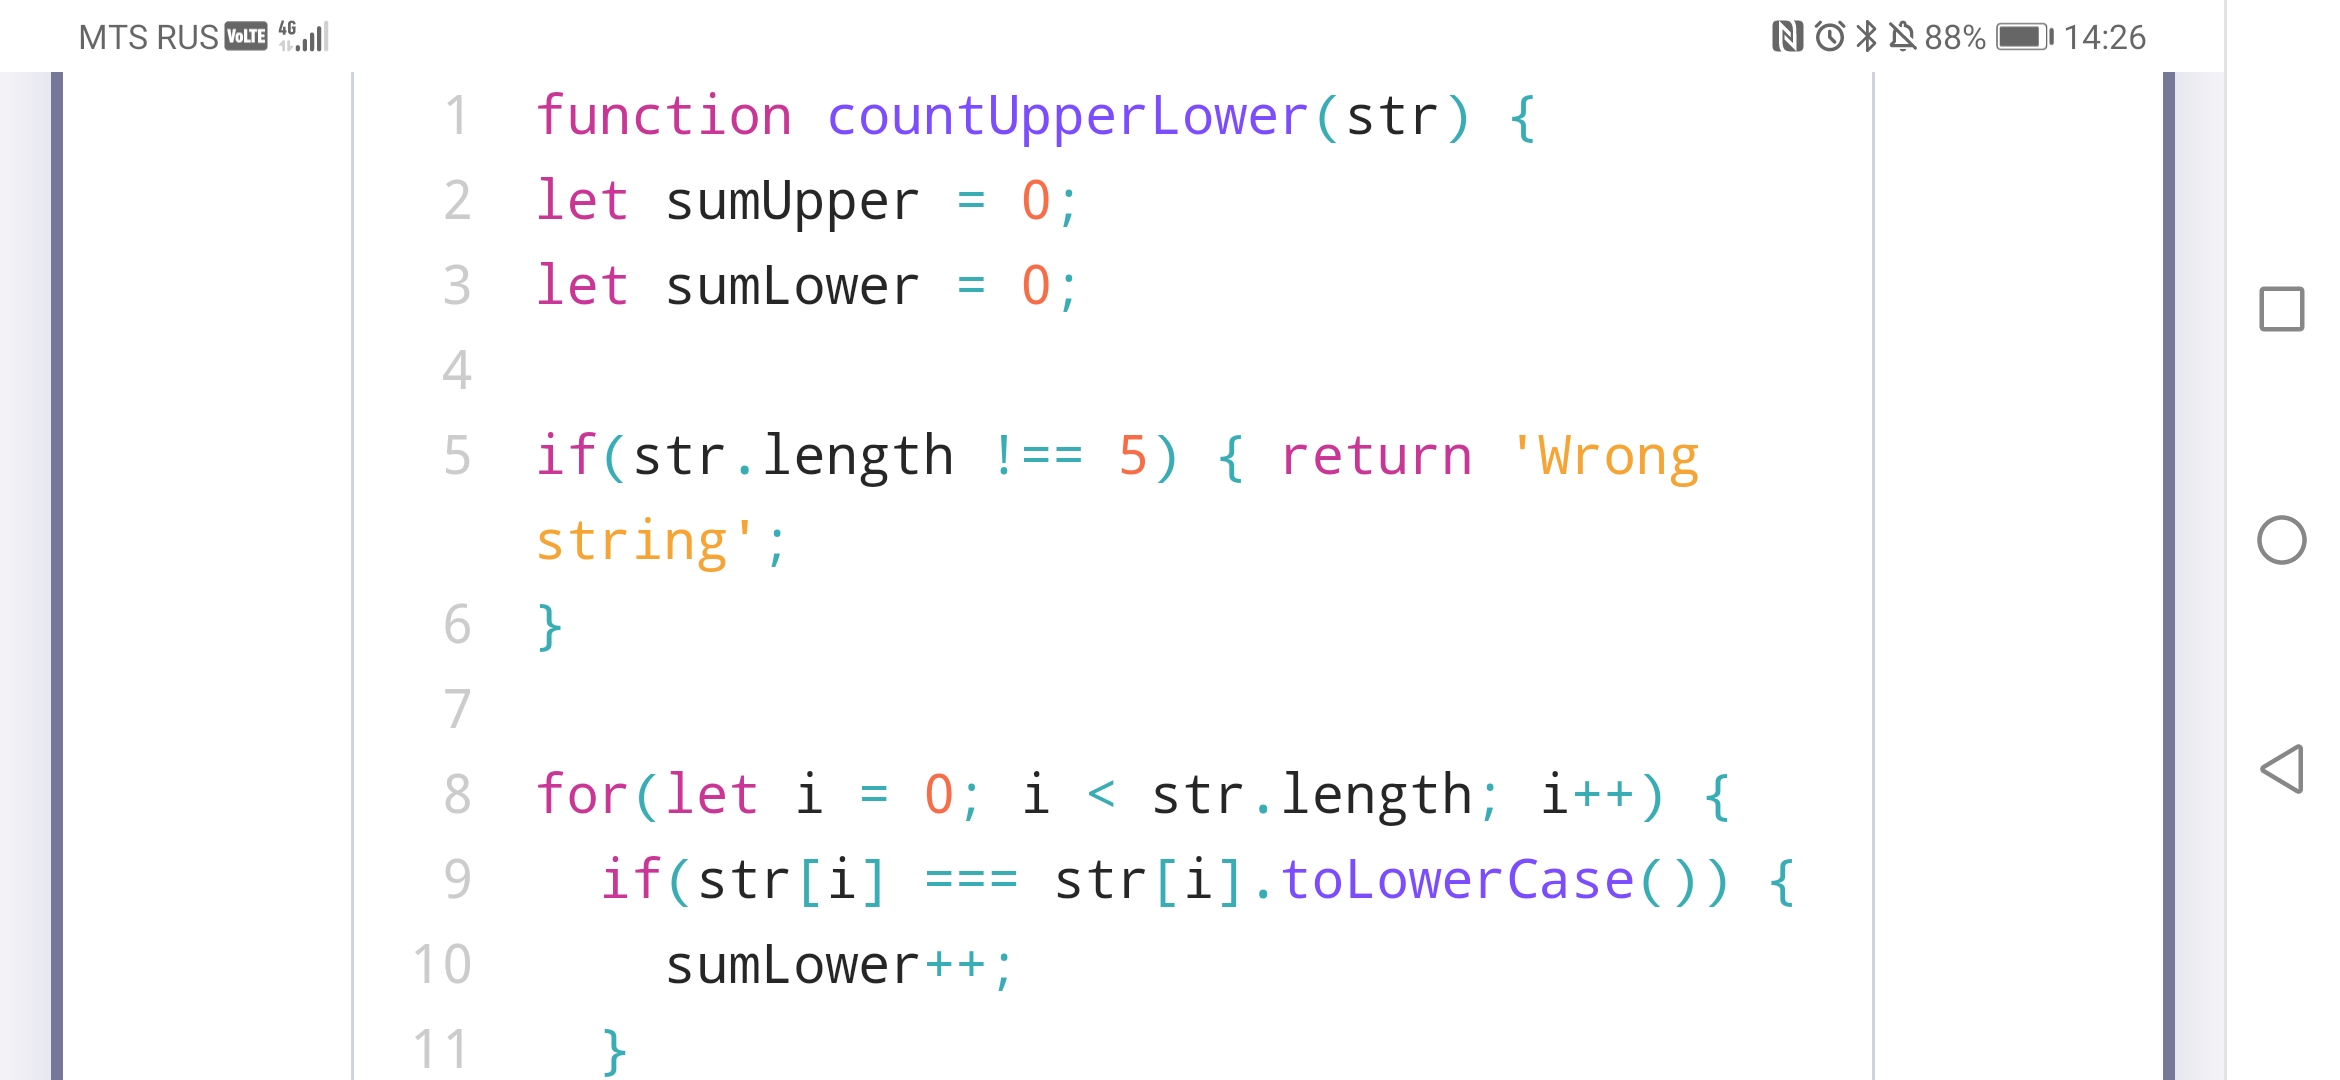 MTS RUS VoLTE 4G 88% 14:26
1 function countUpperLower(str) {
2 let sumUpper = 0;
3 let sumLower = 0;
4
5 if(str.length !== 5) { return 'Wrong
string';
6 }
7
8 for(let i = 0; i < str.length; i++) {
9   if(str[i] === str[i].toLowerCase()) {
10     sumLower++;
11   }